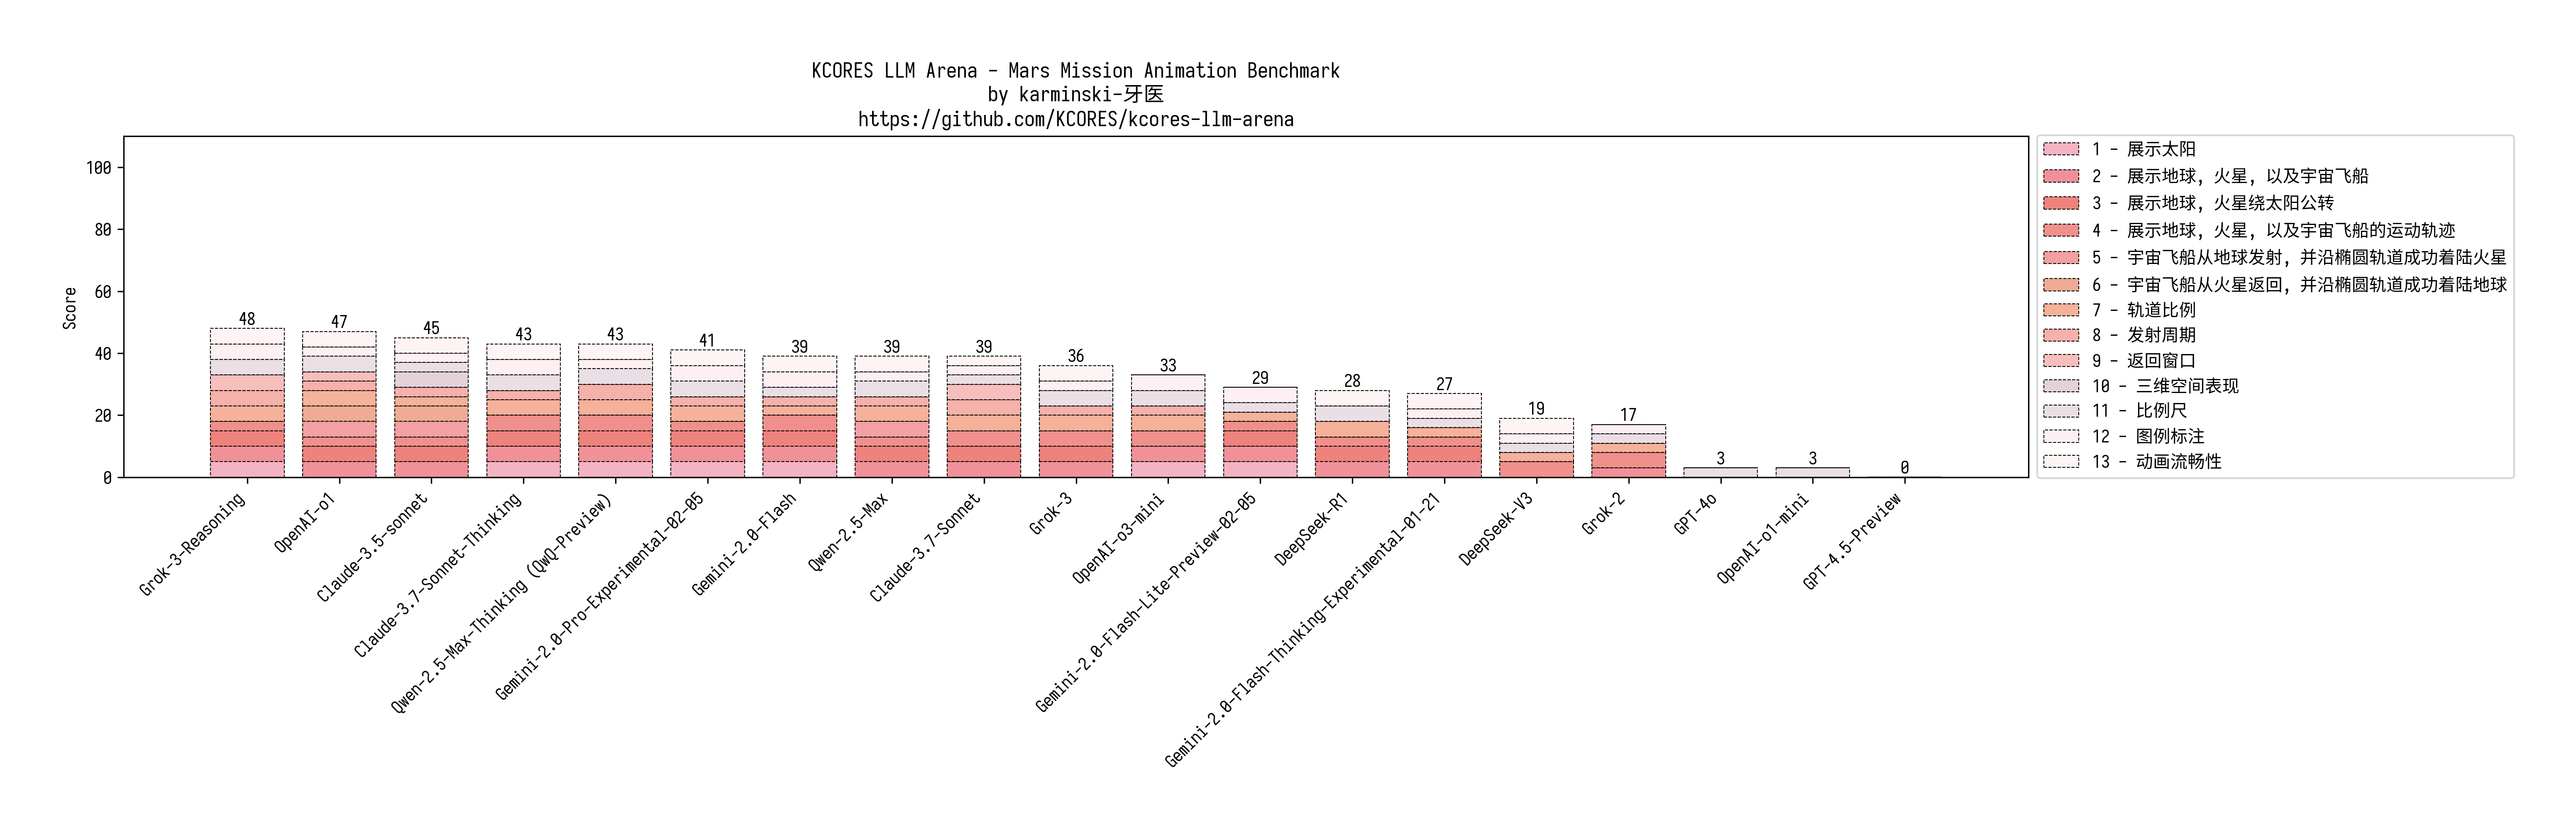 KCORES LLM Arena - Mars Mission Animation Benchmark
by karminski-牙医
https://github.com/KCORES/kcores-llm-arena
Score
100
80
60
40
20
0
48
47
45
43
43
41
39
39
39
36
33
29
28
27
19
17
3
3
0
Grok-3-Reasoning
OpenAI-o1
Claude-3.5-sonnet
Claude-3.7-Sonnet-Thinking
Qwen-2.5-Max-Thinking (QwQ-Preview)
Gemini-2.0-Pro-Experimental-02-05
Gemini-2.0-Flash
Qwen-2.5-Max
Claude-3.7-Sonnet
Grok-3
OpenAI-o3-mini
Gemini-2.0-Flash-Lite-Preview-02-05
DeepSeek-R1
Gemini-2.0-Flash-Thinking-Experimental-01-21
DeepSeek-V3
Grok-2
GPT-4o
OpenAI-o1-mini
GPT-4.5-Preview
1 - 展示太阳
2 - 展示地球，火星，以及宇宙飞船
3 - 展示地球，火星绕太阳公转
4 - 展示地球，火星，以及宇宙飞船的运动轨迹
5 - 宇宙飞船从地球发射，并沿椭圆轨道成功着陆火星
6 - 宇宙飞船从火星返回，并沿椭圆轨道成功着陆地球
7 - 轨道比例
8 - 发射周期
9 - 返回窗口
10 - 三维空间表现
11 - 比例尺
12 - 图例标注
13 - 动画流畅性